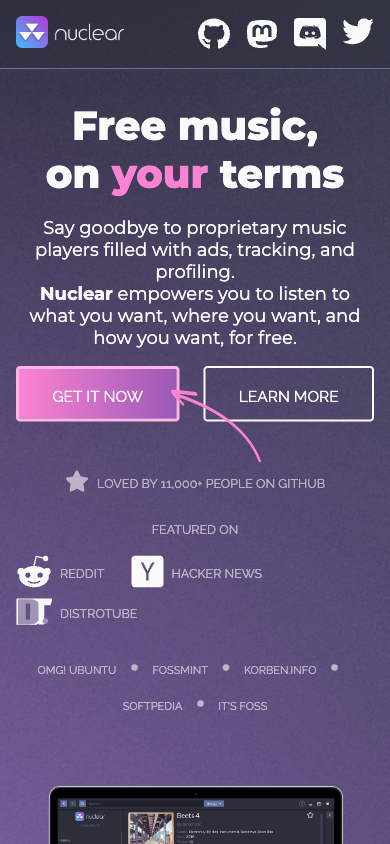 nuclear
Free music,
on your terms
Say goodbye to proprietary music
players filled with ads, tracking, and
profiling.
Nuclear empowers you to listen to
what you want, where you want, and
how you want, for free.
GET IT NOW
LEARN MORE
LOVED BY 11,000+ PEOPLE ON GITHUB
FEATURED ON
REDDIT
Y HACKER NEWS
DT DISTROTUBE
OMG! UBUNTU • FOSSMINT • KORBEN.INFO •
SOFTPEDIA • IT'S FOSS
nuclear
Beets 4